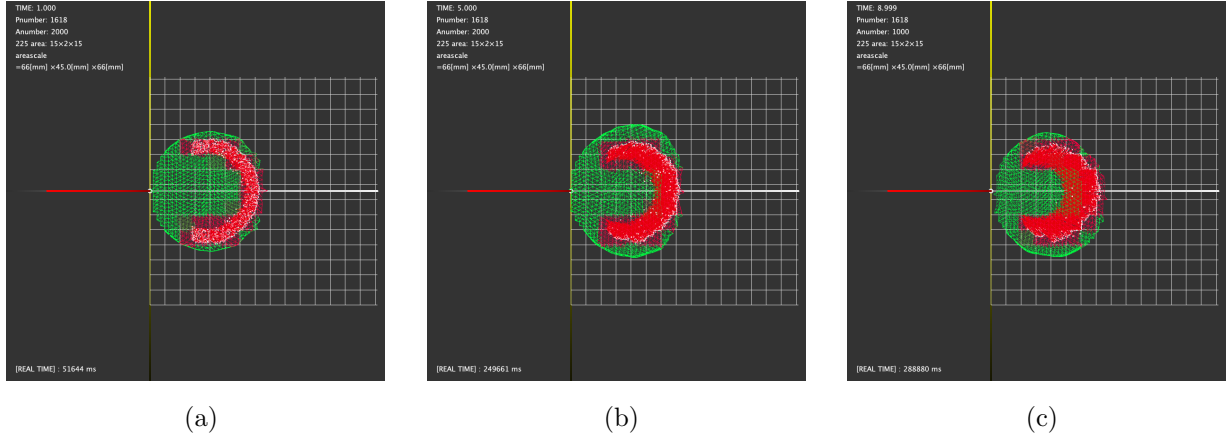 TIME: 1.000
Pnumber: 1618
Anumber: 2000
225 area: 15×2×15
areascale
=66[mm] ×45.0[mm] ×66[mm]
[REAL TIME] : 51644 ms
(a)
TIME: 5.000
Pnumber: 1618
Anumber: 2000
225 area: 15×2×15
areascale
=66[mm] ×45.0[mm] ×66[mm]
[REAL TIME] : 249661 ms
(b)
TIME: 8.999
Pnumber: 1618
Anumber: 1000
225 area: 15×2×15
areascale
=66[mm] ×45.0[mm] ×66[mm]
[REAL TIME] : 288880 ms
(c)